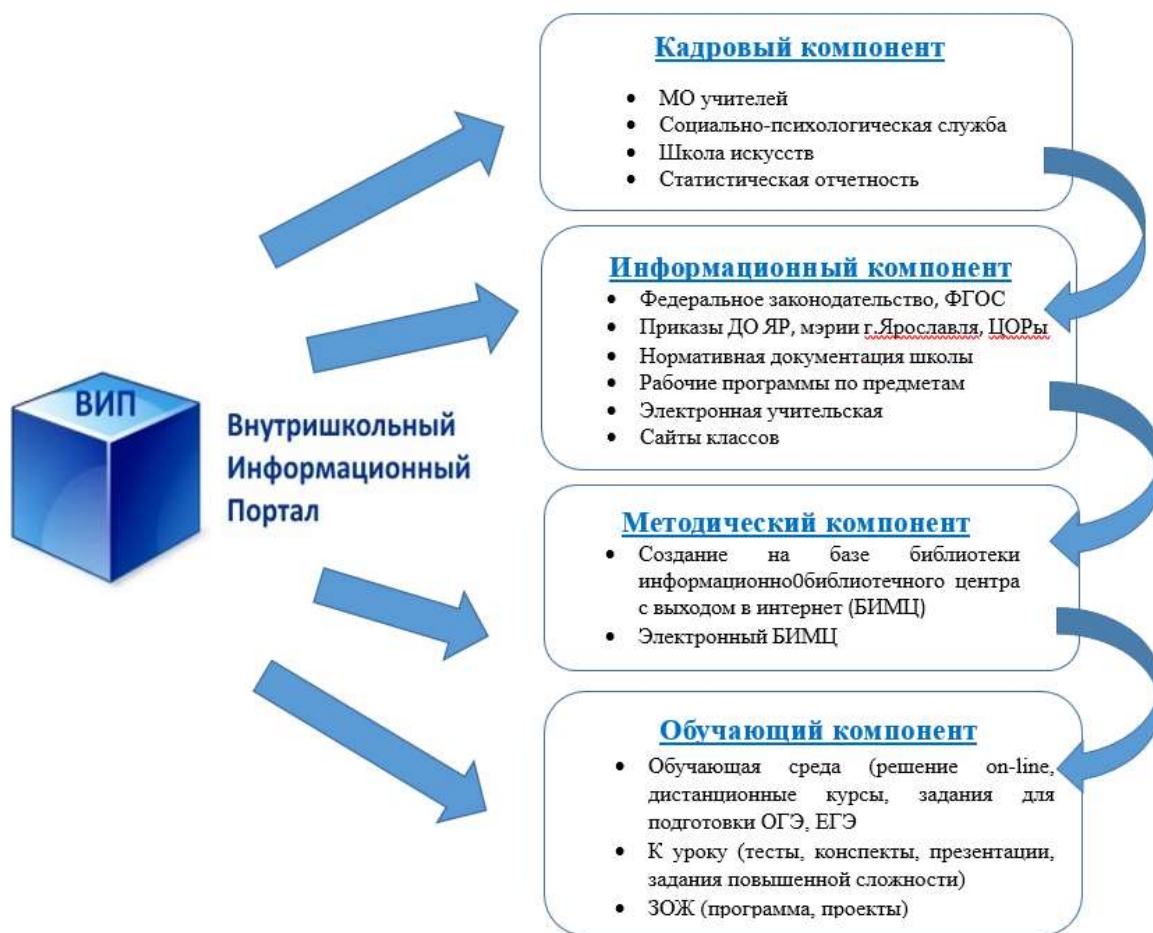 ВИП
Внутришкольный
Информационный
Портал
Кадровый компонент
• МО учителей
• Социально-психологическая служба
• Школа искусств
• Статистическая отчетность
Информационный компонент
• Федеральное законодательство, ФГОС
• Приказы ДО ЯР, мэрии г.Ярославля, ЦОРы
• Нормативная документация школы
• Рабочие программы по предметам
• Электронная учительская
• Сайты классов
Методический компонент
• Создание на базе библиотеки
информационно0библиотечного центра
с выходом в интернет (БИМЦ)
• Электронный БИМЦ
Обучающий компонент
• Обучающая среда (решение on-line,
дистанционные курсы, задания для
подготовки ОГЭ, ЕГЭ
• К уроку (тесты, конспекты, презентации,
задания повышенной сложности)
• ЗОЖ (программа, проекты)